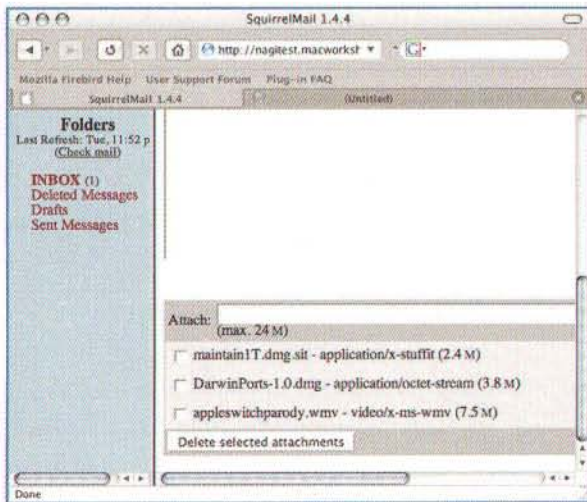 SquirrelMail 1.4.4
http://nagitest.macworksh
G
Mozilla Firebird Help User Support Forum Plug-in FAQ
SquirrelMail 1.4.4
(Untitled)
Folders
Last Refresh: Tue, 11:52 p
(Check mail)
INBOX (1)
Deleted Messages
Drafts
Sent Messages
Attach:
(max. 24 M)
maintain1T.dmg.sit - application/x-stuffit (2.4 M)
DarwinPorts-1.0.dmg - application/octet-stream (3.8 M)
appleswitchparody.wmv - video/x-ms-wmv (7.5 M)
Delete selected attachments
Done